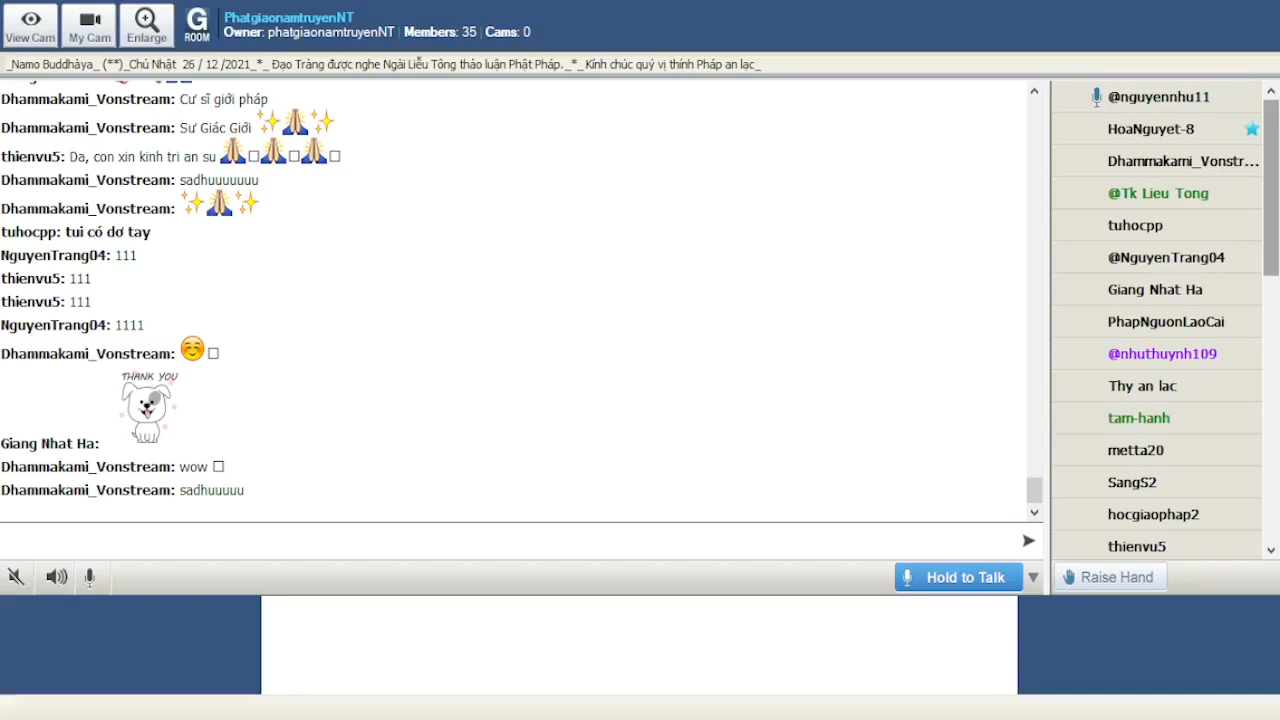 View Cam
My Cam
Enlarge
G
ROOM
PhatgiaonamtruyenNT
Owner: phatgiaonamtruyenNT | Members: 35 | Cams: 0
_Namo Buddhàya_ (**)_Chủ Nhật 26 / 12 /2021_*_ Đạo Tràng được nghe Ngài Liễu Tông thảo luận Phật Pháp._*_Kính chúc quý vị thính Pháp an lạc_
Dhammakami_Vonstream: Cư sĩ giới pháp
Dhammakami_Vonstream: Sư Giác Giới
thienvu5: Da, con xin kinh tri an su
Dhammakami_Vonstream: sadhuuuuuuu
Dhammakami_Vonstream:
tuhocpp: tui có dơ tay
NguyenTrang04: 111
thienvu5: 111
thienvu5: 111
NguyenTrang04: 1111
Dhammakami_Vonstream:
THANK YOU
Giang Nhat Ha:
Dhammakami_Vonstream: wow
Dhammakami_Vonstream: sadhuuuuu
Hold to Talk
@nguyennhu11
HoaNguyet-8
Dhammakami_Vonstr...
@Tk Lieu Tong
tuhocpp
@NguyenTrang04
Giang Nhat Ha
PhapNguonLaoCai
@nhuthuynh109
Thy an lac
tam-hanh
metta20
SangS2
hocgiaophap2
thienvu5
Raise Hand